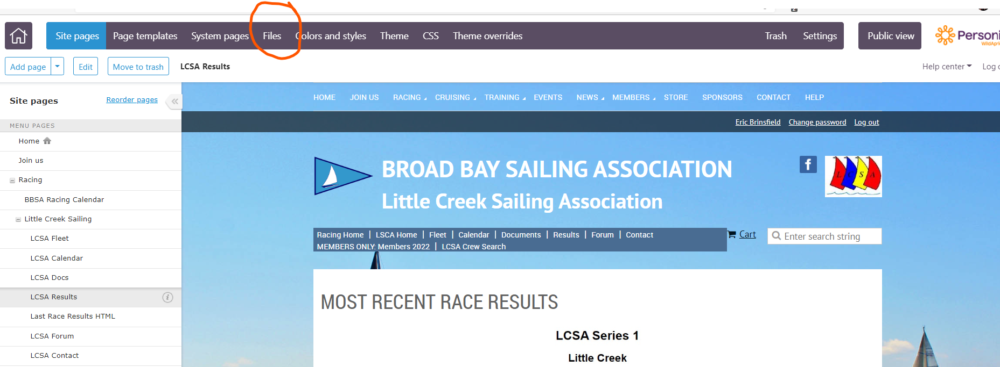 Site pages Page templates System pages Files Colors and styles Theme CSS Theme overrides Trash Settings Public view
WildApric
Add page Edit Move to trash LCSA Results Help center Log
Site pages Reorder pages
MENU PAGES
Home
Join us
Racing
BBSA Racing Calendar
Little Creek Sailing
LCSA Fleet
LCSA Calendar
LCSA Docs
LCSA Results
Last Race Results HTML
LCSA Forum
LCSA Contact
HOME JOIN US RACING CRUISING TRAINING EVENTS NEWS MEMBERS STORE SPONSORS CONTACT HELP
Eric Brinsfield Change password Log out
BROAD BAY SAILING ASSOCIATION
Little Creek Sailing Association
f
L C S A
Racing Home | LSCA Home | Fleet | Calendar | Documents | Results | Forum | Contact
MEMBERS ONLY: Members 2022 | LCSA Crew Search
Cart
Enter search string
MOST RECENT RACE RESULTS
LCSA Series 1
Little Creek